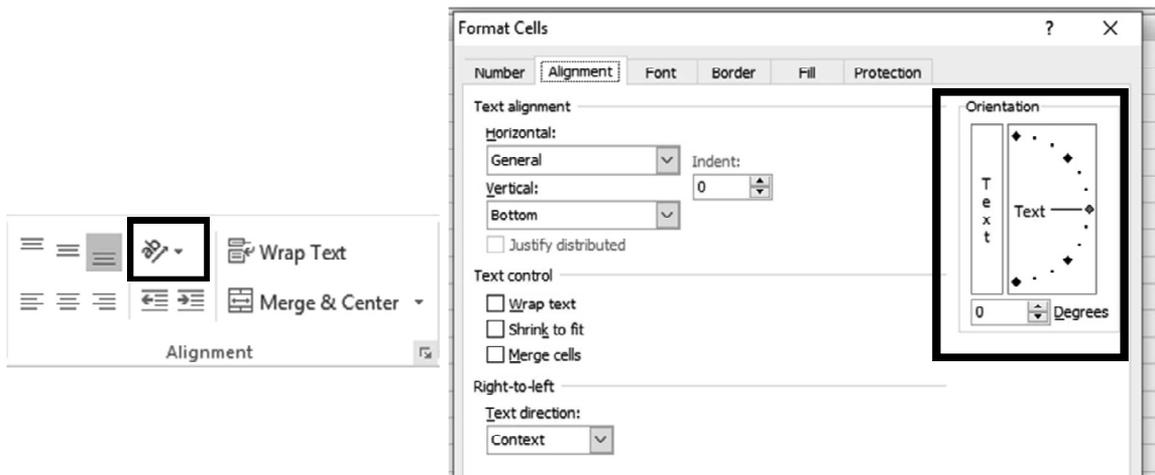 Wrap Text
Merge & Center
Alignment
Format Cells
Number Alignment Font Border Fill Protection
Text alignment
Horizontal:
General
Indent:
0
Vertical:
Bottom
Justify distributed
Text control
Wrap text
Shrink to fit
Merge cells
Right-to-left
Text direction:
Context
Orientation
Text
Text
0 Degrees